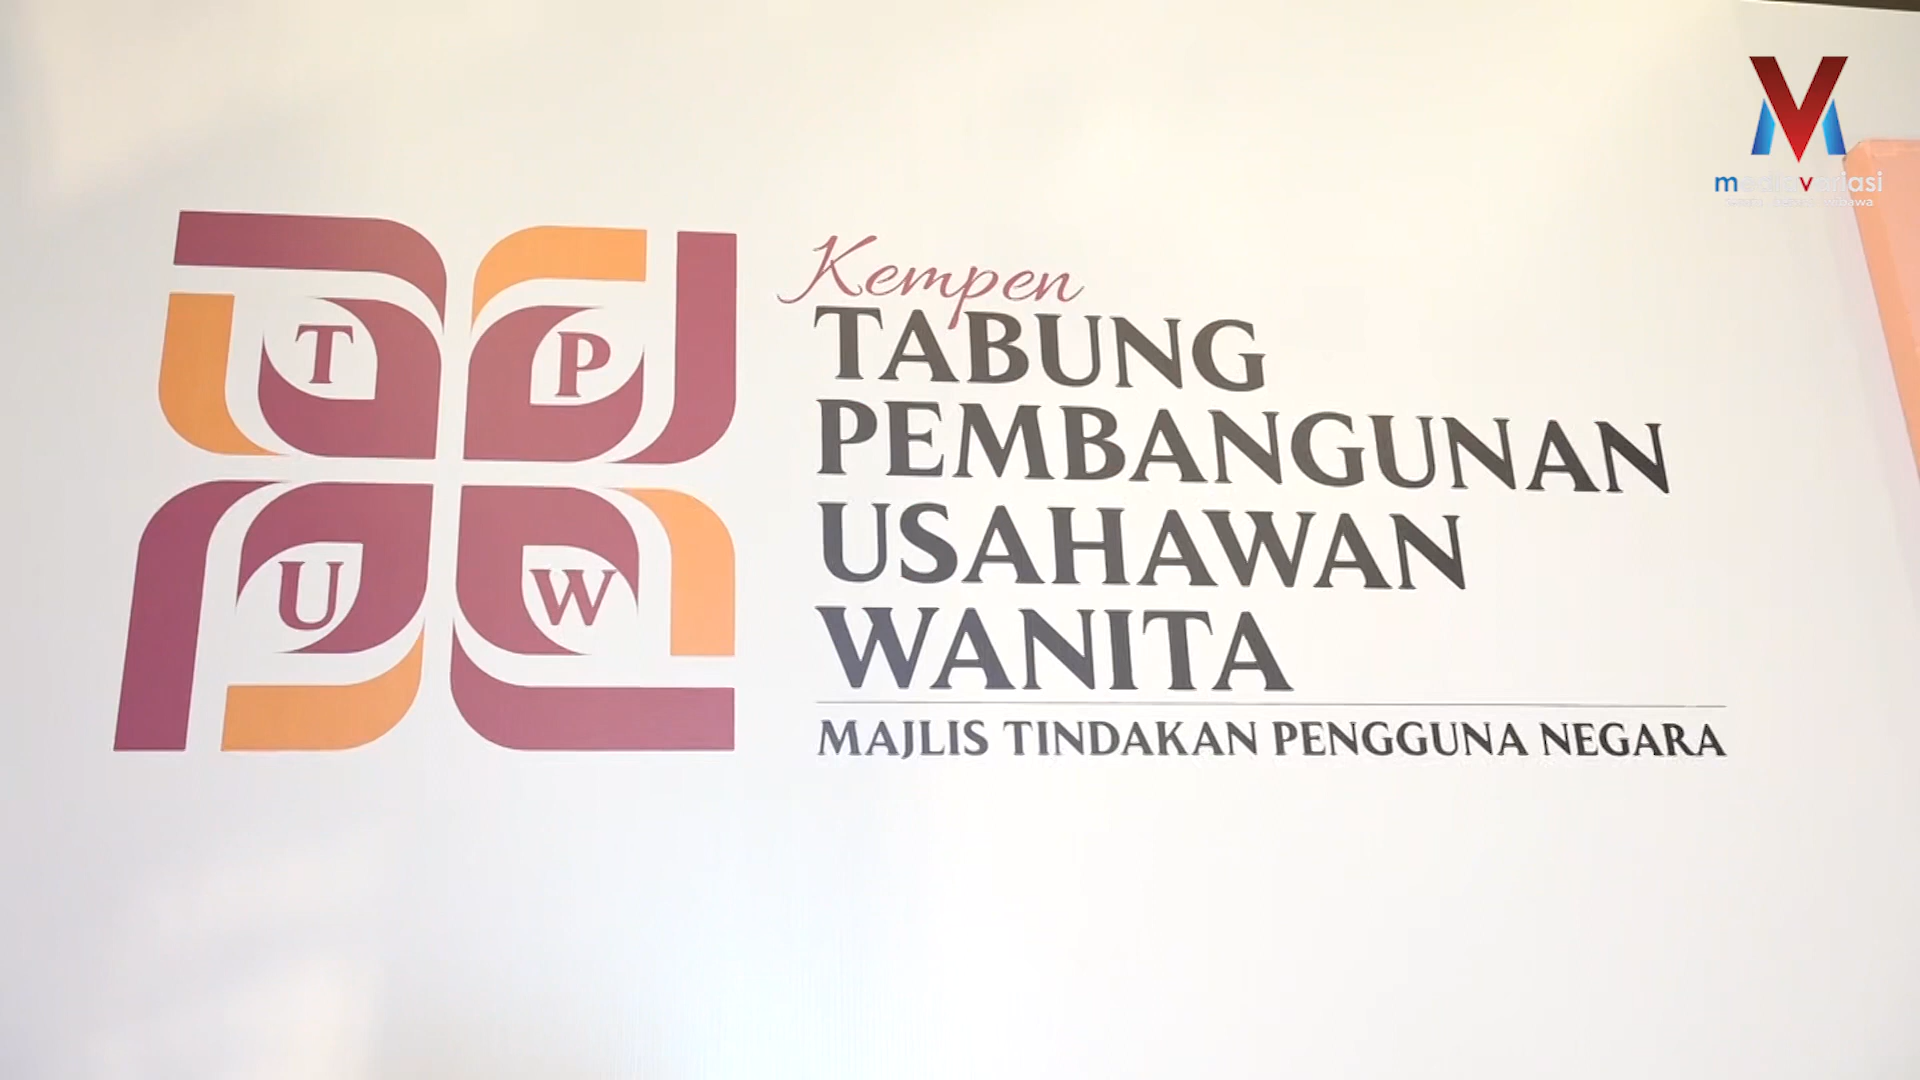 mediavariasi
T P
U W
Kempen
TABUNG
PEMBANGUNAN
USAHAWAN
WANITA
MAJLIS TINDAKAN PENGGUNA NEGARA